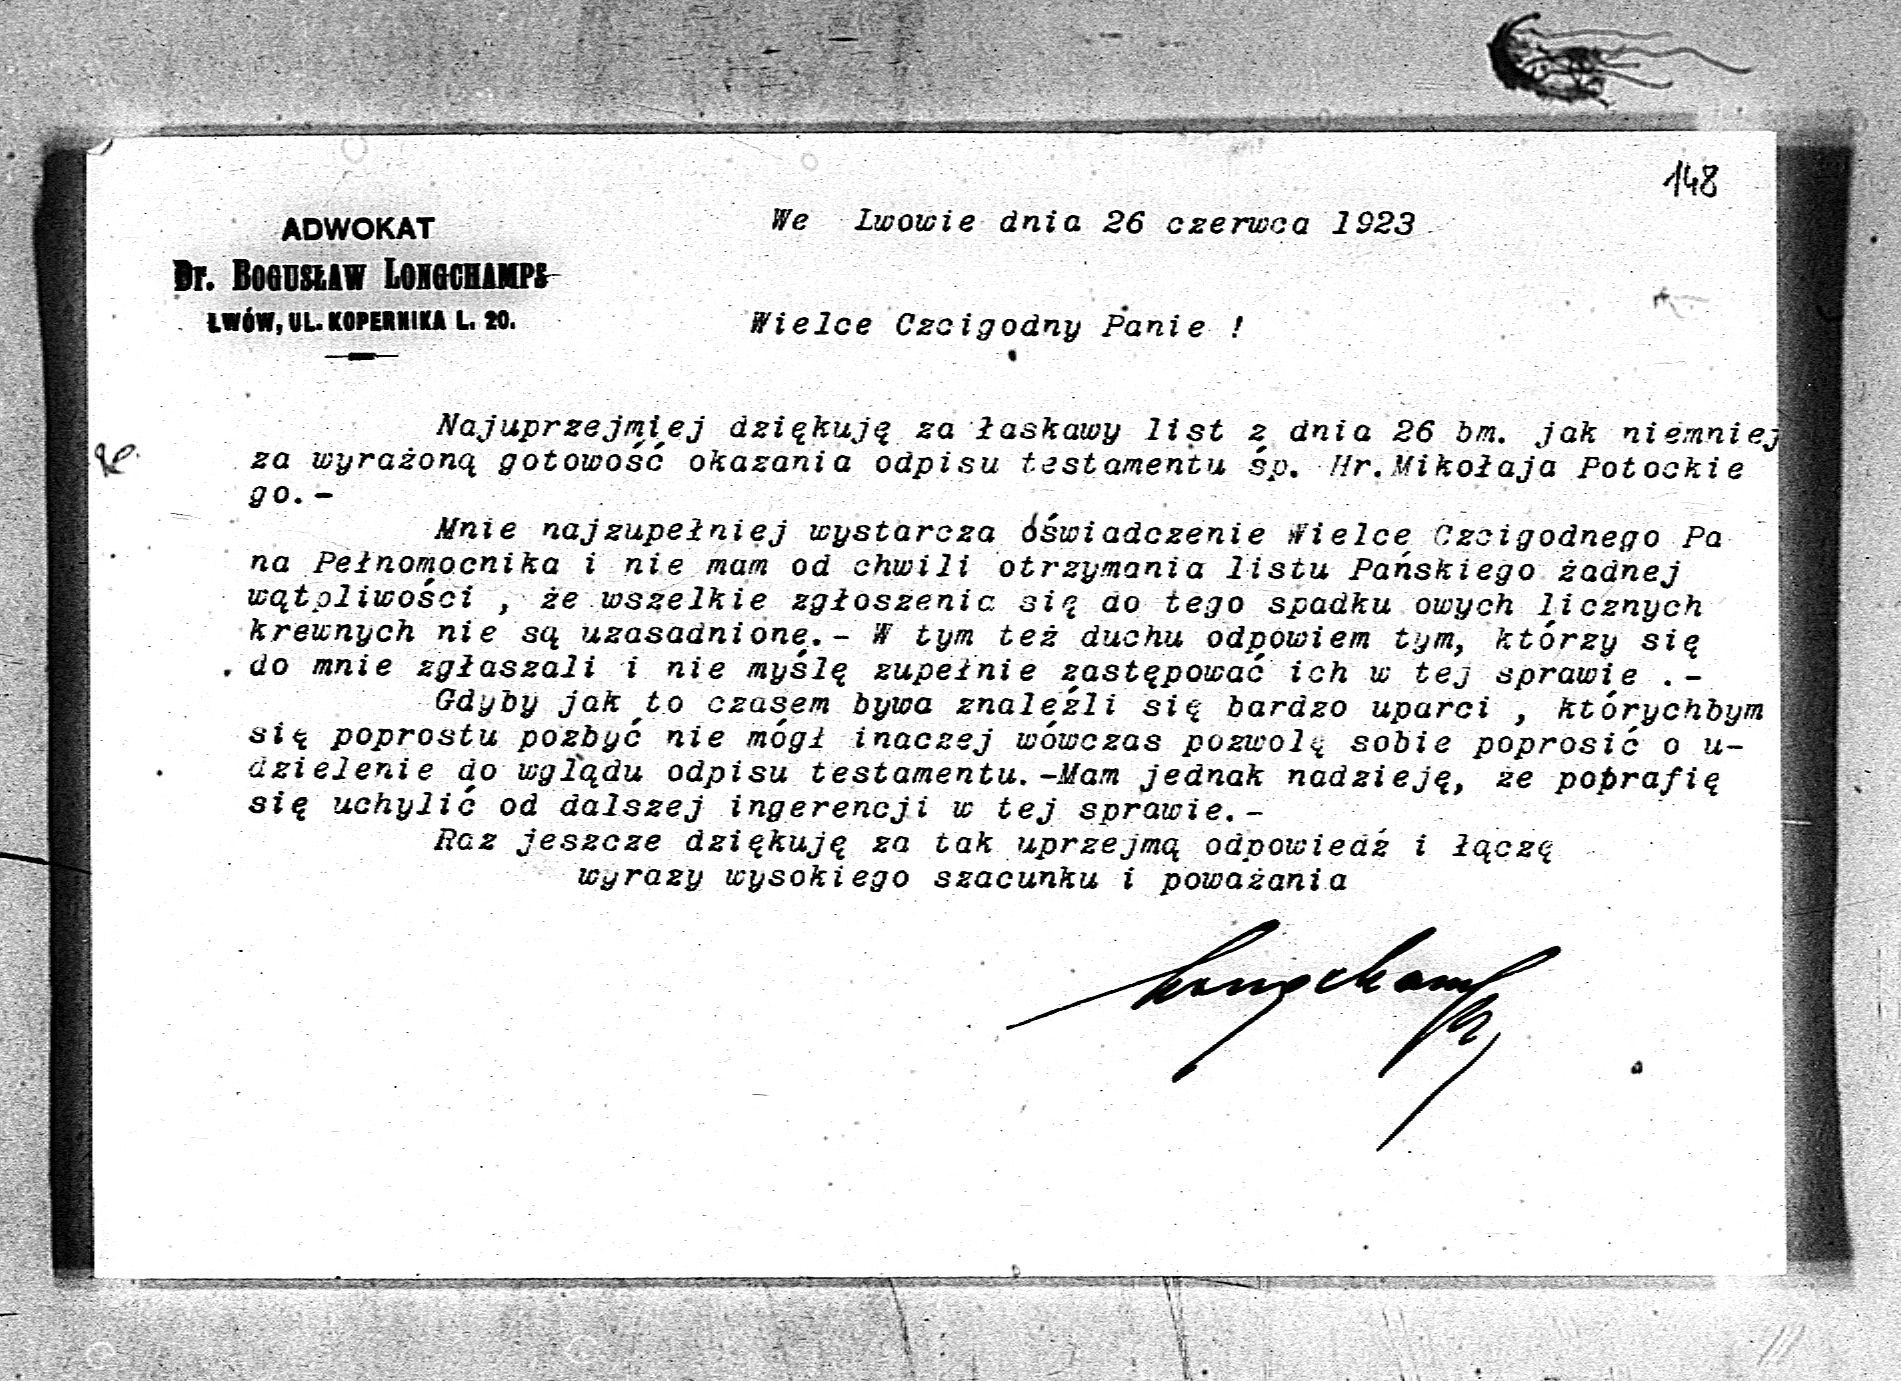 148
ADWOKAT
Dr. BOGUSŁAW LONGCHAMPS
LWÓW, UL. KOPERNIKA L. 20.
We Lwowie dnia 26 czerwca 1923
Wielce Czcigodny Panie !
Najuprzejmiej dziękuję za łaskawy list z dnia 26 bm. jak niemniej
za wyrażoną gotowość okazania odpisu testamentu śp. Hr.Mikołaja Potockie
go.-
Mnie najzupełniej wystarcza oświadczenie Wielce Czcigodnego Pa
na Pełnomocnika i nie mam od chwili otrzymania listu Pańskiego żadnej
wątpliwości , że wszelkie zgłoszenia się do tego spadku owych licznych
krewnych nie są uzasadnione.- W tym też duchu odpowiem tym, którzy się
do mnie zgłaszali i nie myślę zupełnie zastępować ich w tej sprawie .-
Gdyby jak to czasem bywa znaleźli się bardzo uparci , którychbym
się poprostu pozbyć nie mógł inaczej wówczas pozwolę sobie poprosić o u-
dzielenie do wglądu odpisu testamentu.-Mam jednak nadzieję, że potrafię
się uchylić od dalszej ingerencji w tej sprawie.-
Raz jeszcze dziękuję za tak uprzejmą odpowiedź i łączę
wyrazy wysokiego szacunku i poważania
Longchamps